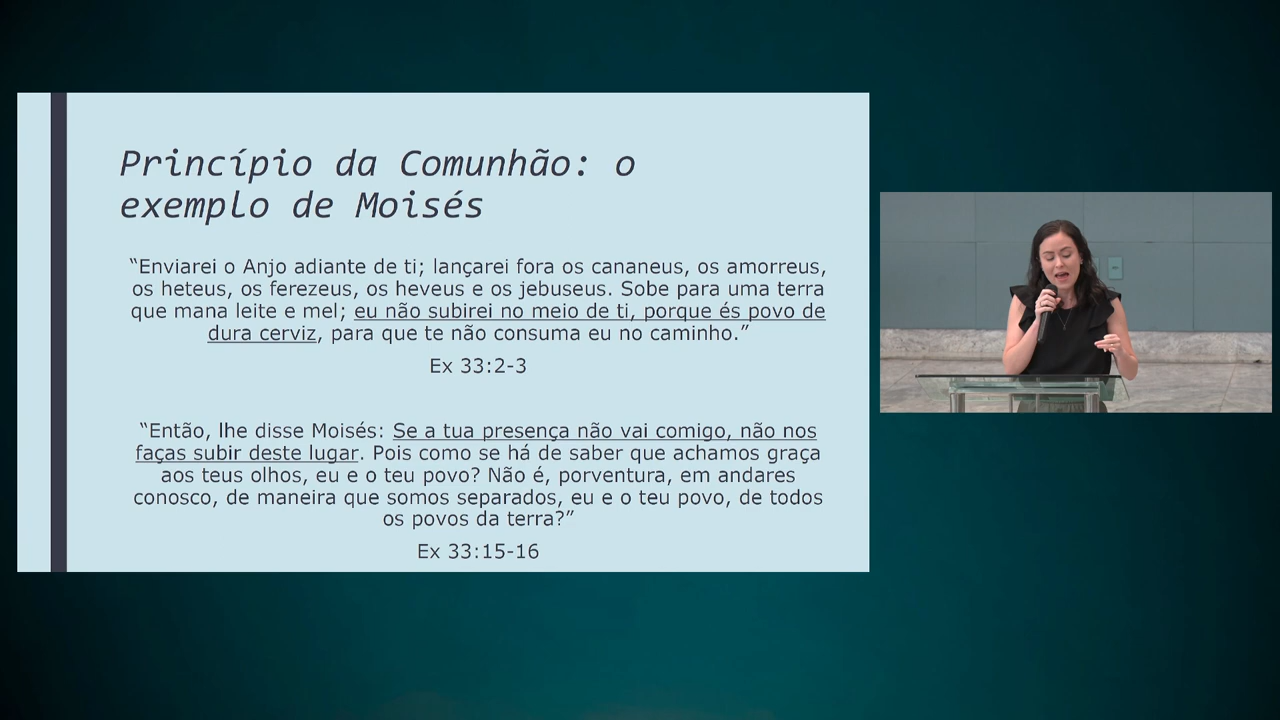 Princípio da Comunhão: o
exemplo de Moisés
“Enviarei o Anjo adiante de ti; lançarei fora os cananeus, os amorreus,
os heteus, os ferezeus, os heveus e os jebuseus. Sobe para uma terra
que mana leite e mel; eu não subirei no meio de ti, porque és povo de
dura cerviz, para que te não consuma eu no caminho.”
Ex 33:2-3
“Então, lhe disse Moisés: Se a tua presença não vai comigo, não nos
faças subir deste lugar. Pois como se há de saber que achamos graça
aos teus olhos, eu e o teu povo? Não é, porventura, em andares
conosco, de maneira que somos separados, eu e o teu povo, de todos
os povos da terra?”
Ex 33:15-16